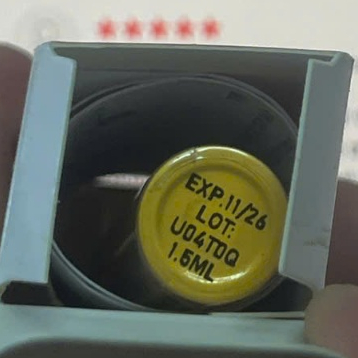 EXP.11/26
LOT:
U04T0Q
1.5ML